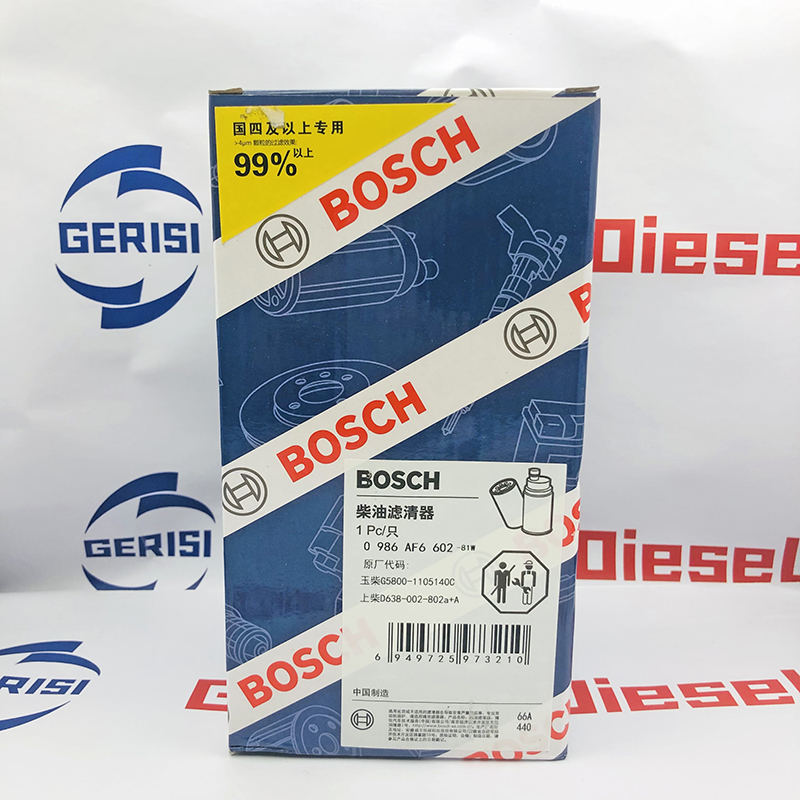 国四及以上专用
>4μm 颗粒的过滤效果
99%以上
BOSCH
BOSCH
BOSCH
BOSCH
柴油滤清器
1 Pc/只
0 986 AF6 602 -81W
原厂代码:
玉柴G5800-1105140C
上柴D638-002-802a+A
6 949725 973210
中国制造
66A
440
GERISI
GERISI
GERISI
Diesel
Diesel
Diesel